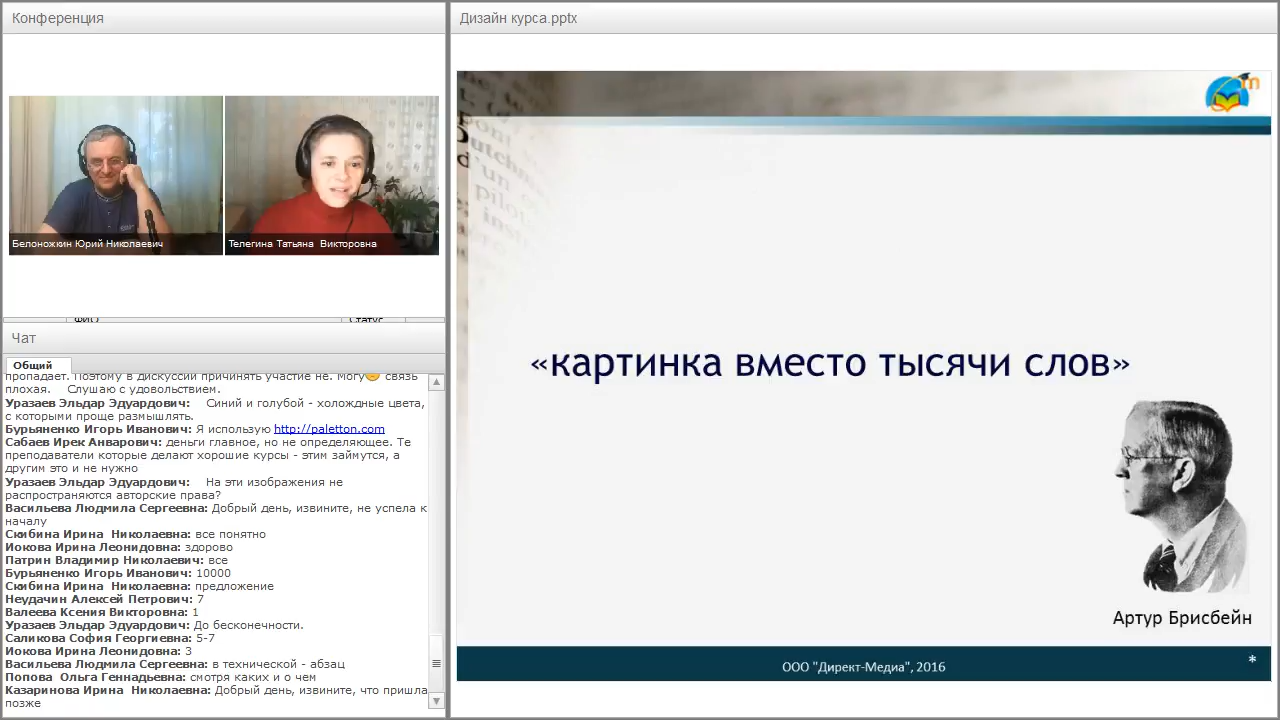 Конференция
Дизайн курса.pptx
Белоножкин Юрий Николаевич
Телегина Татьяна  Викторовна
ФИО
Статус
Чат
Общий
пропадает. Поэтому в дискуссии причинять участие не. Могу связь
плохая.    Слушаю с удовольствием.
Уразаев Эльдар Эдуардович:    Синий и голубой - холождные цвета,
с которыми проще размышлять.
Бурьяненко Игорь Иванович: Я использую http://paletton.com
Сабаев Ирек Анварович: деньги главное, но не определяющее. Те
преподаватели которые делают хорошие курсы - этим займутся, а
другим это и не нужно
Уразаев Эльдар Эдуардович:    На эти изображения не
распространяются авторские права?
Васильева Людмила Сергеевна: Добрый день, извините, не успела к
началу
Скибина Ирина  Николаевна: все понятно
Иокова Ирина Леонидовна: здорово
Патрин Владимир Николаевич: все
Бурьяненко Игорь Иванович: 10000
Скибина Ирина  Николаевна: предложение
Неудачин Алексей Петрович: 7
Валеева Ксения Викторовна: 1
Уразаев Эльдар Эдуардович: До бесконечности.
Саликова София Георгиевна: 5-7
Иокова Ирина Леонидовна: 3
Васильева Людмила Сергеевна: в технической - абзац
Попова  Ольга Геннадьевна: смотря каких и о чем
Казаринова Ирина  Николаевна: Добрый день, извините, что пришла
позже
«картинка вместо тысячи слов»
Артур Брисбейн
ООО "Директ-Медиа", 2016
*